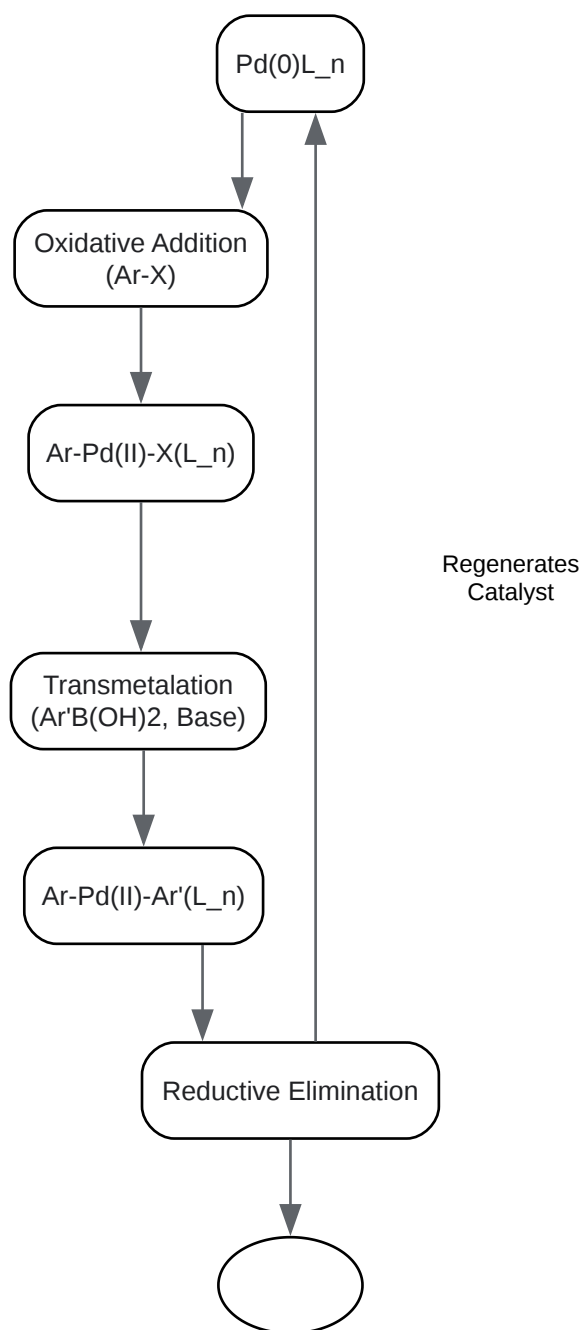 Pd(0)L_n
Oxidative Addition
(Ar-X)
Ar-Pd(II)-X(L_n)
Regenerates
Catalyst
Transmetalation
(Ar'B(OH)2, Base)
Ar-Pd(II)-Ar'(L_n)
Reductive Elimination